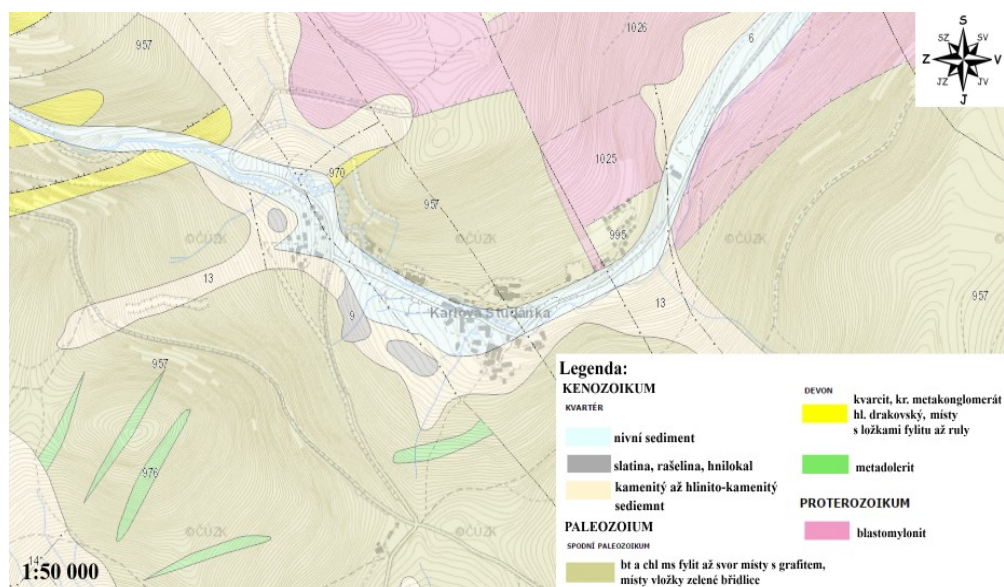 957
1026
6
S
SZ
SV
Z
V
JZ
JV
J
970
1025
957
©ČÚZK
995
©ČÚZK
13
9
Karlova Studánka
13
957
957
976
©ČÚZK
©ČÚZK
14
1:50 000
Legenda:
KENOZOIKUM
KVARTÉR
nivní sediment
slatina, rašelina, hnilokal
kamenitý až hlinito-kamenitý
sediemnt
PALEOZOIUM
SPODNÍ PALEOZOIKUM
bt a chl ms fylit až svor místy s grafitem,
místy vložky zelené břidlice
DEVON
kvarcit, kr. metakonglomerát
hl. drakovský, místy
s ložkami fylitu až ruly
metadolerit
PROTEROZOIKUM
blastomylonit